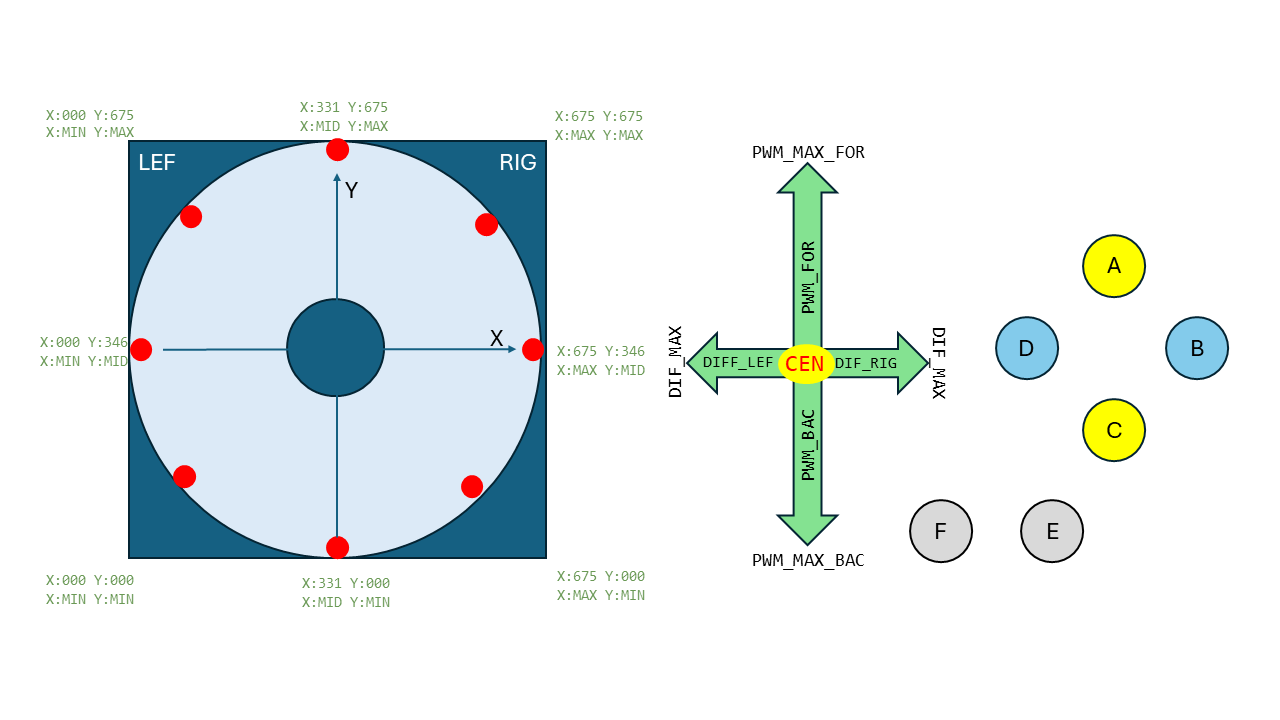 X:000 Y:675
X:MIN Y:MAX
X:331 Y:675
X:MID Y:MAX
X:675 Y:675
X:MAX Y:MAX
LEF
RIG
Y
X
X:000 Y:346
X:MIN Y:MID
X:675 Y:346
X:MAX Y:MID
X:000 Y:000
X:MIN Y:MIN
X:331 Y:000
X:MID Y:MIN
X:675 Y:000
X:MAX Y:MIN
PWM_MAX_FOR
PWM_FOR
DIF_MAX
DIFF_LEF
CEN
DIF_RIG
DIF_MAX
PWM_BAC
PWM_MAX_BAC
A
D
B
C
F
E